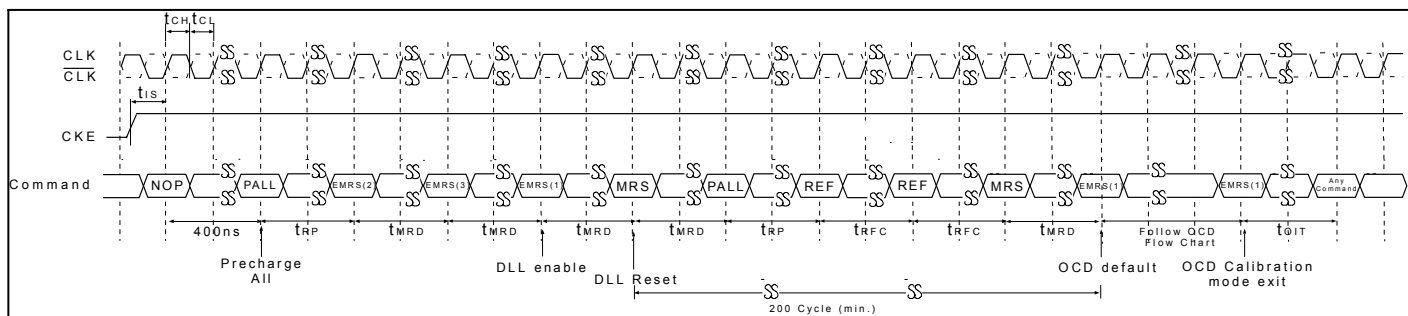 tCH tCL
CLK
CLK
tIS
CKE
Command
NOP PALL EMRS(2 EMRS(3 EMRS(1) MRS PALL REF REF MRS EMRS(1) EMRS(1) Any Command
400ns tRP tMRD tMRD tMRD tMRD tRP tRFC tRFC tMRD Follow OCD Flow Chart tOIT
Precharge All
DLL enable
DLL Reset
OCD default
OCD Calibration mode exit
200 Cycle (min.)